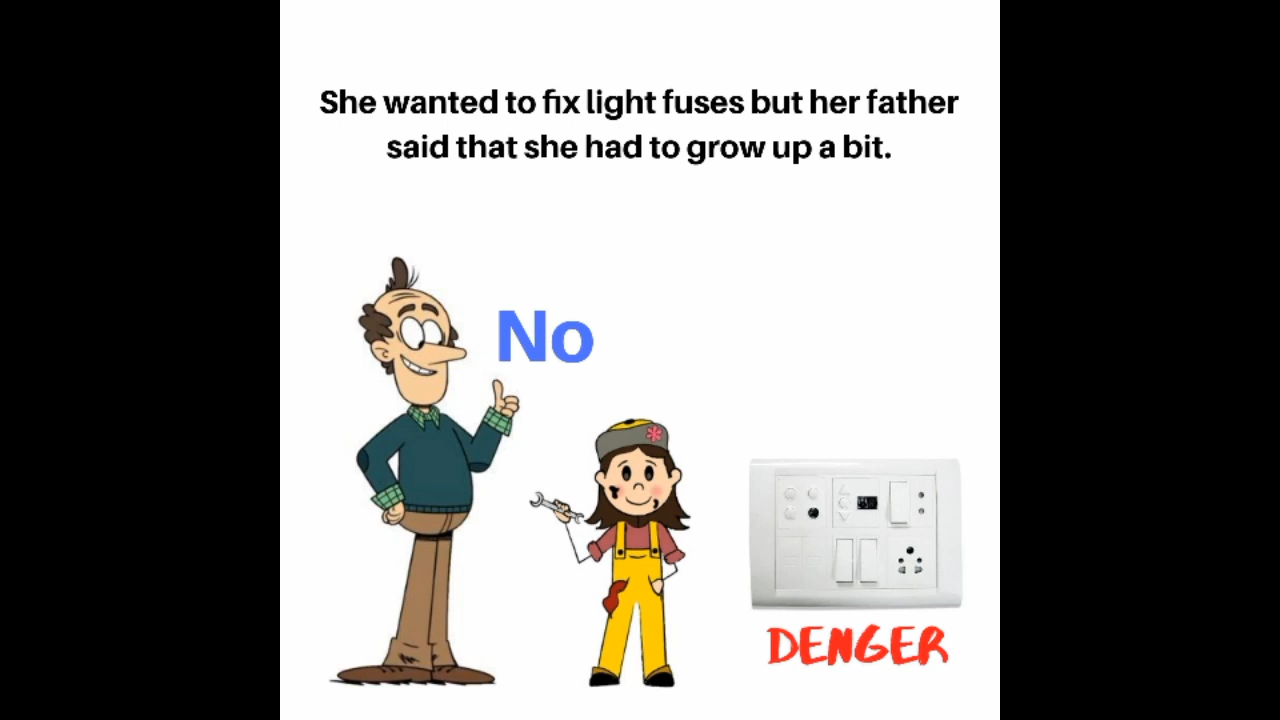 She wanted to fix light fuses but her father
said that she had to grow up a bit.
No
DENGER